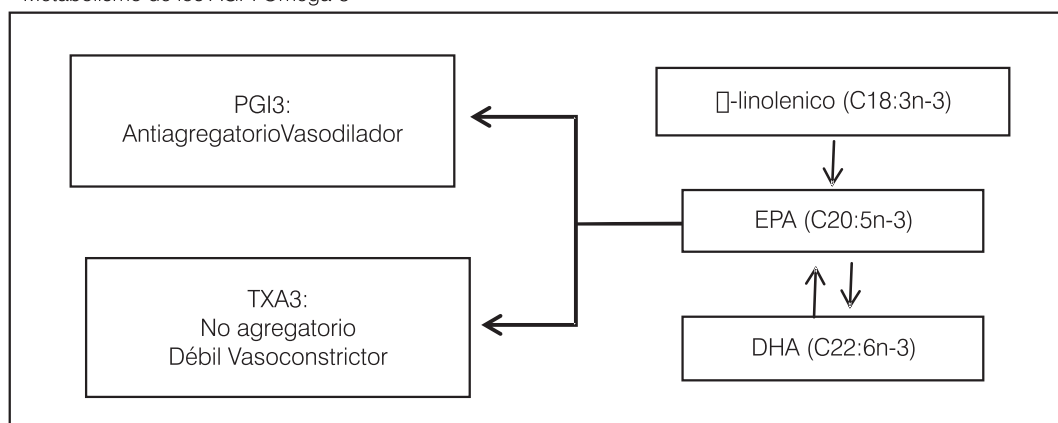 PGI3:
AntiagregatorioVasodilador
▯-linolenico (C18:3n-3)
EPA (C20:5n-3)
TXA3:
No agregatorio
Débil Vasoconstrictor
DHA (C22:6n-3)